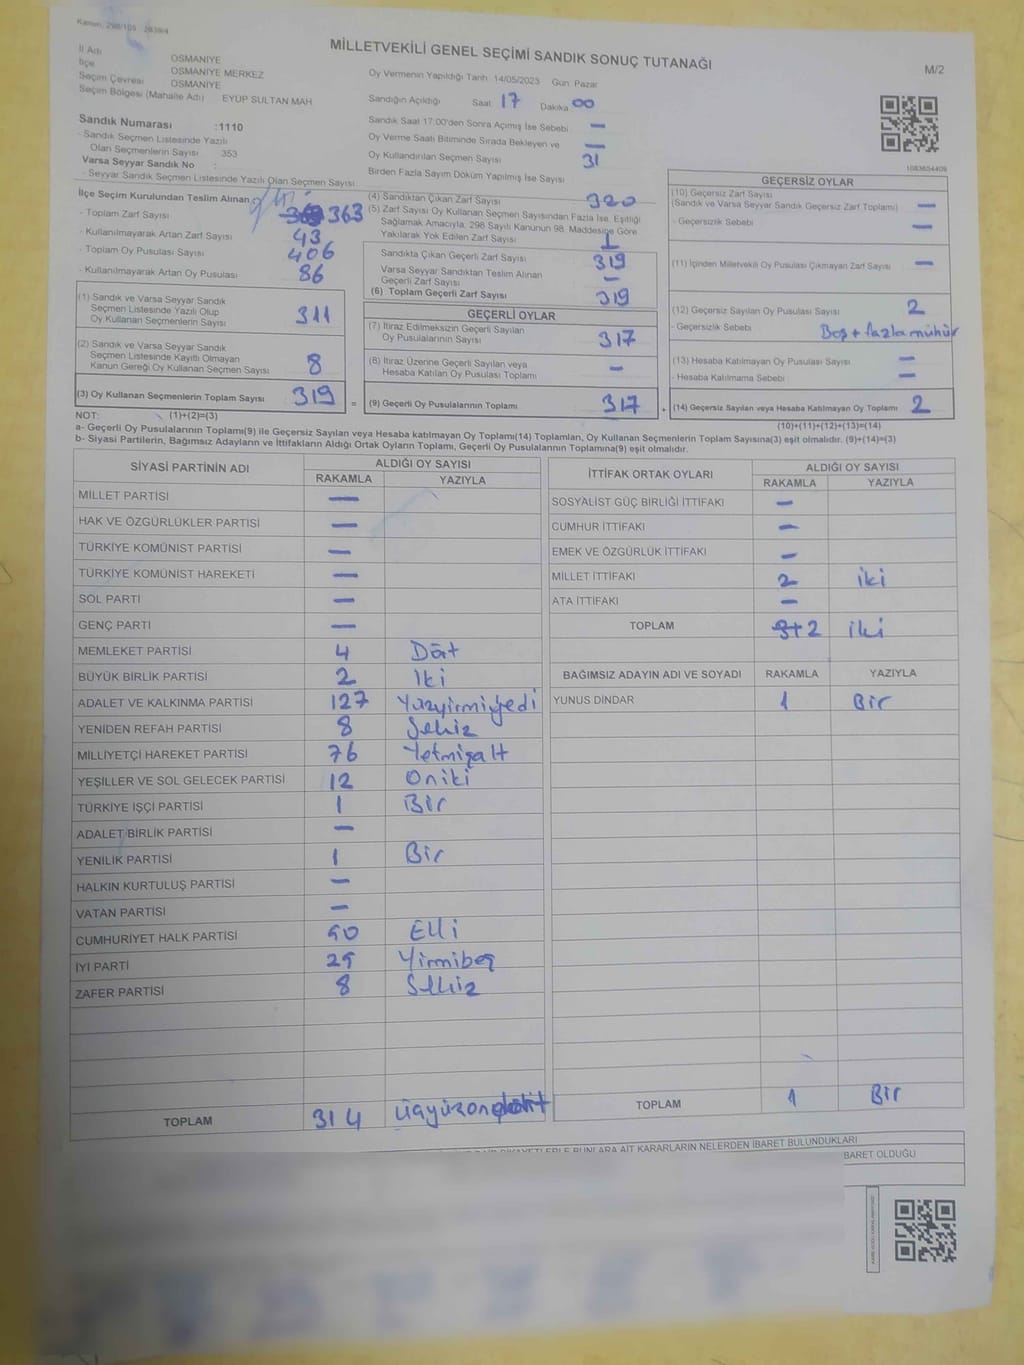 Kanun: 298/105 2839/4
MİLLETVEKİLİ GENEL SEÇİMİ SANDIK SONUÇ TUTANAĞI
M/2
İl Adı OSMANİYE
İlçe OSMANİYE MERKEZ
Seçim Çevresi OSMANİYE
Seçim Bölgesi (Mahalle Adı) EYÜP SULTAN MAH
Oy Vermenin Yapıldığı Tarih: 14/05/2023 Gün: Pazar
Sandığın Açıldığı Saat 17 Dakika 00
Sandık Saat 17:00'den Sonra Açılmış İse Sebebi —
Oy Verme Saati Bitiminde Sırada Bekleyen ve —
Oy Kullandırılan Seçmen Sayısı 31
Birden Fazla Sayım Döküm Yapılmış İse Sayısı
Sandık Numarası :1110
- Sandık Seçmen Listesinde Yazılı
Olan Seçmenlerin Sayısı 353
Varsa Seyyar Sandık No :
- Seyyar Sandık Seçmen Listesinde Yazılı Olan Seçmen Sayısı
1083634409
İlçe Seçim Kurulundan Teslim Alınan
- Toplam Zarf Sayısı 363
- Kullanılmayarak Artan Zarf Sayısı 43
- Toplam Oy Pusulası Sayısı 406
- Kullanılmayarak Artan Oy Pusulası 86
(1) Sandık ve Varsa Seyyar Sandık
Seçmen Listesinde Yazılı Olup
Oy Kullanan Seçmenlerin Sayısı 311
(2) Sandık ve Varsa Seyyar Sandık
Seçmen Listesinde Kayıtlı Olmayan
Kanun Gereği Oy Kullanan Seçmen Sayısı 8
(3) Oy Kullanan Seçmenlerin Toplam Sayısı 319
(4) Sandıktan Çıkan Zarf Sayısı 320
(5) Zarf Sayısı Oy Kullanan Seçmen Sayısından Fazla İse, Eşitliği
Sağlamak Amacıyla, 298 Sayılı Kanunun 98. Maddesine Göre
Yakılarak Yok Edilen Zarf Sayısı 1
Sandıkta Çıkan Geçerli Zarf Sayısı 319
Varsa Seyyar Sandıktan Teslim Alınan
Geçerli Zarf Sayısı —
(6) Toplam Geçerli Zarf Sayısı 319
GEÇERLİ OYLAR
(7) İtiraz Edilmeksizin Geçerli Sayılan
Oy Pusulalarının Sayısı 317
(8) İtiraz Üzerine Geçerli Sayılan veya
Hesaba Katılan Oy Pusulası Toplamı —
= (9) Geçerli Oy Pusulalarının Toplamı 317
GEÇERSİZ OYLAR
(10) Geçersiz Zarf Sayısı
(Sandık ve Varsa Seyyar Sandık Geçersiz Zarf Toplamı) —
- Geçersizlik Sebebi —
(11) İçinden Milletvekili Oy Pusulası Çıkmayan Zarf Sayısı —
(12) Geçersiz Sayılan Oy Pusulası Sayısı 2
- Geçersizlik Sebebi Boş + fazla mühür
(13) Hesaba Katılmayan Oy Pusulası Sayısı —
- Hesaba Katılmama Sebebi —
+ (14) Geçersiz Sayılan veya Hesaba Katılmayan Oy Toplamı 2
NOT: (1)+(2)=(3) (10)+(11)+(12)+(13)=(14)
a- Geçerli Oy Pusulalarının Toplamı(9) ile Geçersiz Sayılan veya Hesaba katılmayan Oy Toplamı(14) Toplamları, Oy Kullanan Seçmenlerin Toplam Sayısına(3) eşit olmalıdır. (9)+(14)=(3)
b- Siyasi Partilerin, Bağımsız Adayların ve İttifakların Aldığı Ortak Oyların Toplamı, Geçerli Oy Pusulalarının Toplamına(9) eşit olmalıdır.
SİYASİ PARTİNİN ADI ALDIĞI OY SAYISI
RAKAMLA YAZIYLA
MİLLET PARTİSİ —
HAK VE ÖZGÜRLÜKLER PARTİSİ —
TÜRKİYE KOMÜNİST PARTİSİ —
TÜRKİYE KOMÜNİST HAREKETİ —
SOL PARTİ —
GENÇ PARTİ —
MEMLEKET PARTİSİ 4 Dört
BÜYÜK BİRLİK PARTİSİ 2 İki
ADALET VE KALKINMA PARTİSİ 127 Yüzyirmiyedi
YENİDEN REFAH PARTİSİ 8 Sekiz
MİLLİYETÇİ HAREKET PARTİSİ 76 Yetmişalt
YEŞİLLER VE SOL GELECEK PARTİSİ 12 Oniki
TÜRKİYE İŞÇİ PARTİSİ 1 Bir
ADALET BİRLİK PARTİSİ —
YENİLİK PARTİSİ 1 Bir
HALKIN KURTULUŞ PARTİSİ —
VATAN PARTİSİ —
CUMHURİYET HALK PARTİSİ 50 Elli
İYİ PARTİ 25 Yirmibeş
ZAFER PARTİSİ 8 Sekiz
TOPLAM 314 üçyüzon
İTTİFAK ORTAK OYLARI ALDIĞI OY SAYISI
RAKAMLA YAZIYLA
SOSYALİST GÜÇ BİRLİĞİ İTTİFAKI —
CUMHUR İTTİFAKI —
EMEK VE ÖZGÜRLÜK İTTİFAKI —
MİLLET İTTİFAKI 2 iki
ATA İTTİFAKI —
TOPLAM 2 iki
BAĞIMSIZ ADAYIN ADI VE SOYADI RAKAMLA YAZIYLA
YUNUS DİNDAR 1 Bir
TOPLAM 1 Bir
BUNLARA AİT KARARLARIN NELERDEN İBARET BULUNDUKLARI
İBARET OLDUĞU